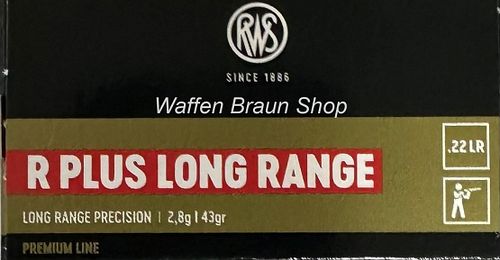 RWS
SINCE 1886
Waffen Braun Shop
.22 LR
R PLUS LONG RANGE
LONG RANGE PRECISION | 2,8g | 43gr
PREMIUM LINE